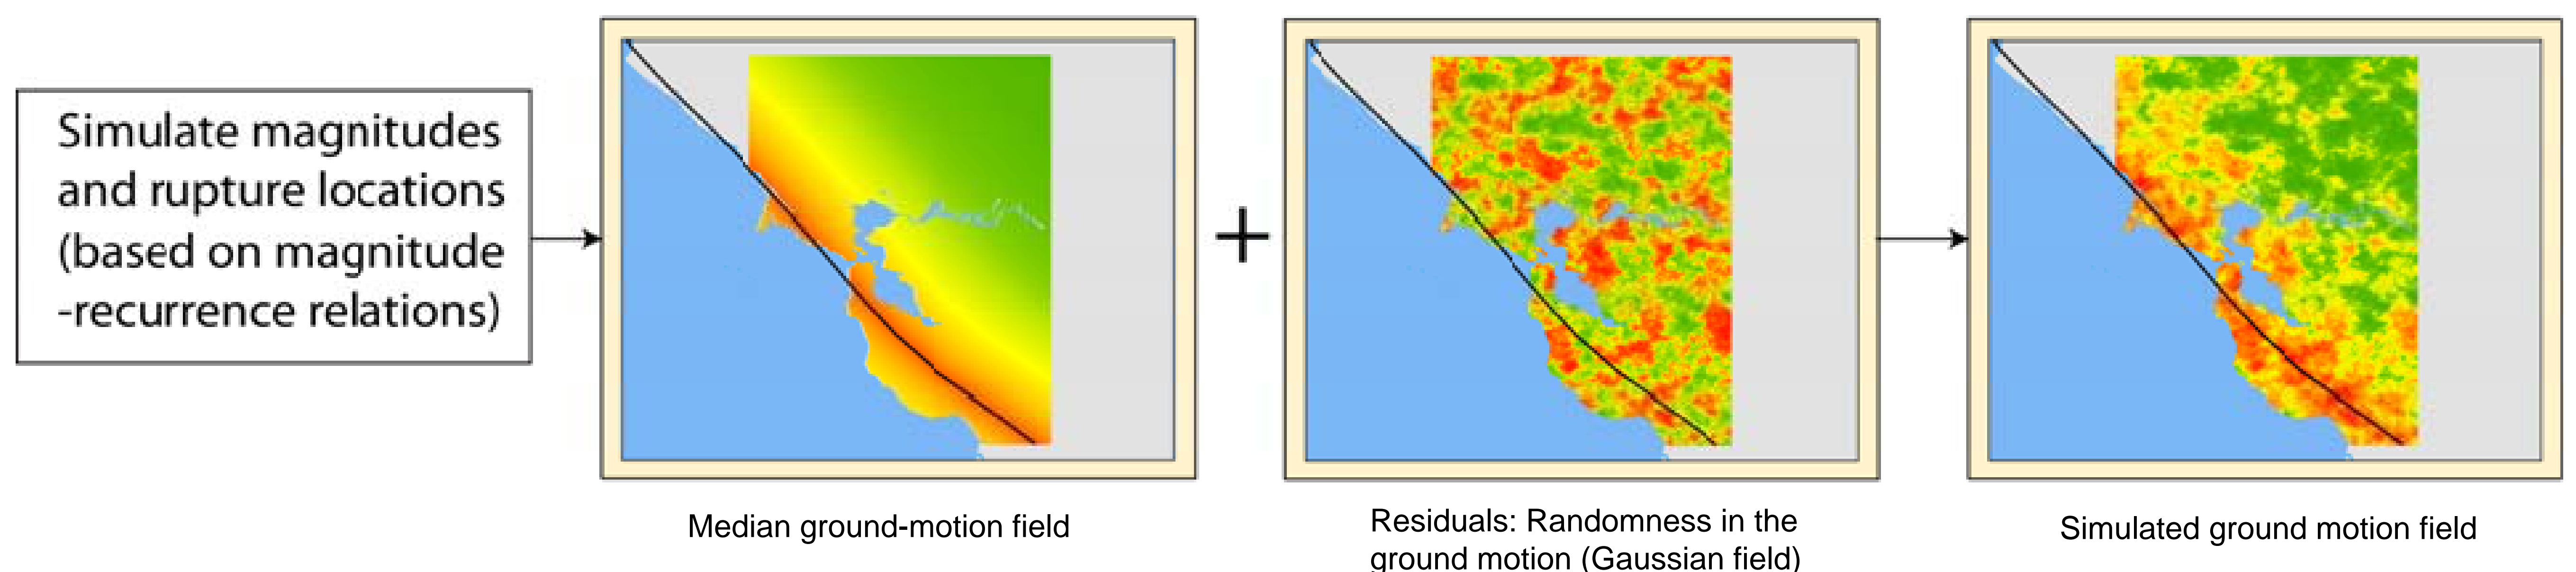 Simulate magnitudes
and rupture locations
(based on magnitude
-recurrence relations)
+
Median ground-motion field
Residuals: Randomness in the
ground motion (Gaussian field)
Simulated ground motion field